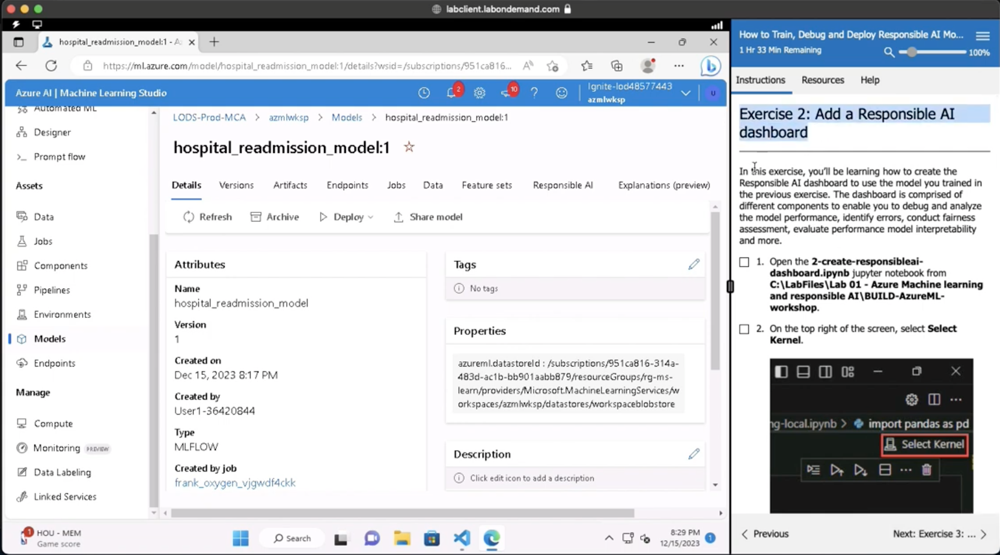 labclient.labondemand.com
hospital_readmission_model:1 - A
https://ml.azure.com/model/hospital_readmission_model:1/details?wsid=/subscriptions/951ca816...
Azure AI | Machine Learning Studio
2
10
?
Ignite-lod48577443
azmlwksp
U
Automated ML
Designer
Prompt flow
Assets
Data
Jobs
Components
Pipelines
Environments
Models
Endpoints
Manage
Compute
Monitoring PREVIEW
Data Labeling
Linked Services
LODS-Prod-MCA > azmlwksp > Models > hospital_readmission_model:1
hospital_readmission_model:1
Details Versions Artifacts Endpoints Jobs Data Feature sets Responsible AI Explanations (preview)
Refresh Archive Deploy Share model
Attributes
Name
hospital_readmission_model
Version
1
Created on
Dec 15, 2023 8:17 PM
Created by
User1-36420844
Type
MLFLOW
Created by job
frank_oxygen_vjgwdf4ckk
Tags
No tags
Properties
azureml.datastoreId : /subscriptions/951ca816-314a-
483d-ac1b-bb901aabb879/resourceGroups/rg-ms-
learn/providers/Microsoft.MachineLearningServices/w
orkspaces/azmlwksp/datastores/workspaceblobstore
Description
Click edit icon to add a description
1
HOU - MEM
Game score
Search
8:29 PM
12/15/2023
1
How to Train, Debug and Deploy Responsible AI Mo...
1 Hr 33 Min Remaining
100%
Instructions Resources Help
Exercise 2: Add a Responsible AI
dashboard
In this exercise, you'll be learning how to create the
Responsible AI dashboard to use the model you trained in
the previous exercise. The dashboard is comprised of
different components to enable you to debug and analyze
the model performance, identify errors, conduct fairness
assessment, evaluate performance model interpretability
and more.
1. Open the 2-create-responsibleai-
dashboard.ipynb jupyter notebook from
C:\LabFiles\Lab 01 - Azure Machine learning
and responsible AI\BUILD-AzureML-
workshop.
2. On the top right of the screen, select Select
Kernel.
ng-local.ipynb > import pandas as pd
Select Kernel
< Previous
Next: Exercise 3: ... >